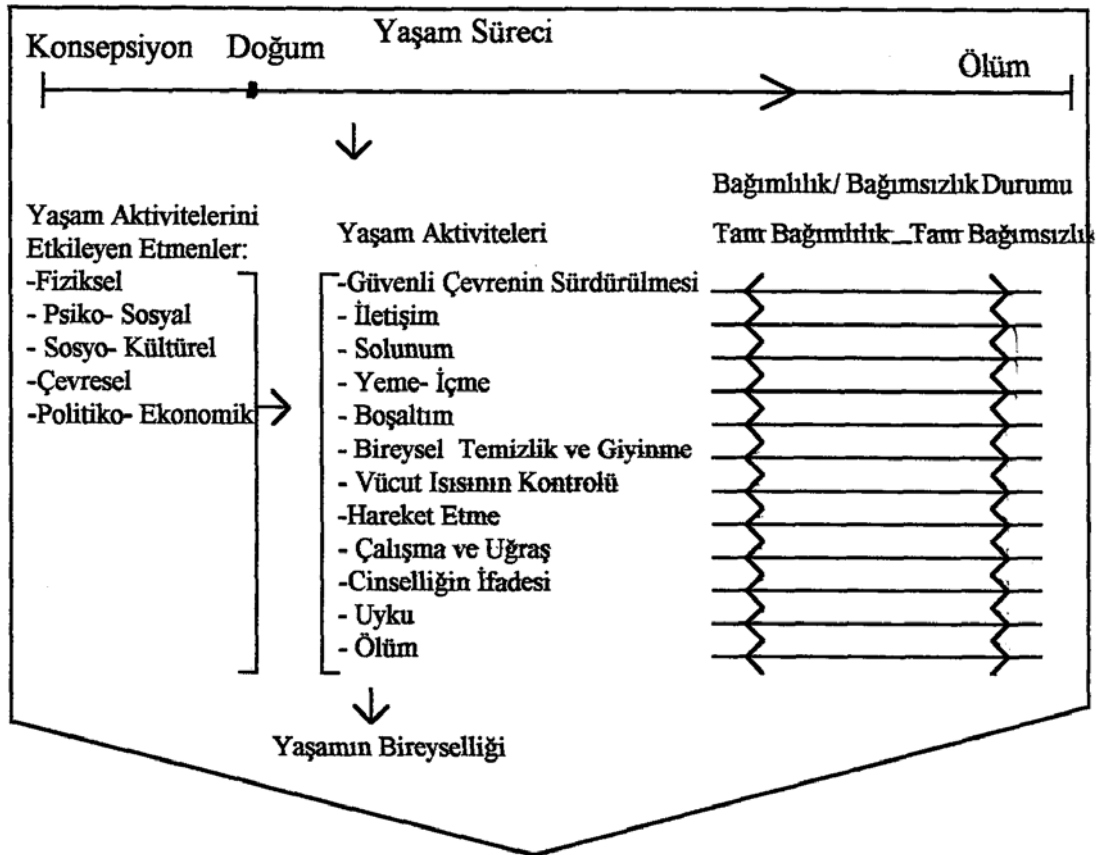 Yaşam Süreci
Konsepsiyon Doğum
Ölüm
Yaşam Aktivitelerini
Etkileyen Etmenler:
-Fiziksel
- Psiko- Sosyal
- Sosyo- Kültürel
-Çevresel
-Politiko- Ekonomik
Yaşam Aktiviteleri
-Güvenli Çevrenin Sürdürülmesi
- İletişim
- Solunum
- Yeme- İçme
- Boşaltım
- Bireysel Temizlik ve Giyinme
- Vücut Isısının Kontrolü
-Hareket Etme
- Çalışma ve Uğraş
-Cinselliğin İfadesi
- Uyku
- Ölüm
Bağımlılık/ Bağımsızlık Durumu
Tam Bağımlılık_Tam Bağımsızlık
Yaşamın Bireyselliği